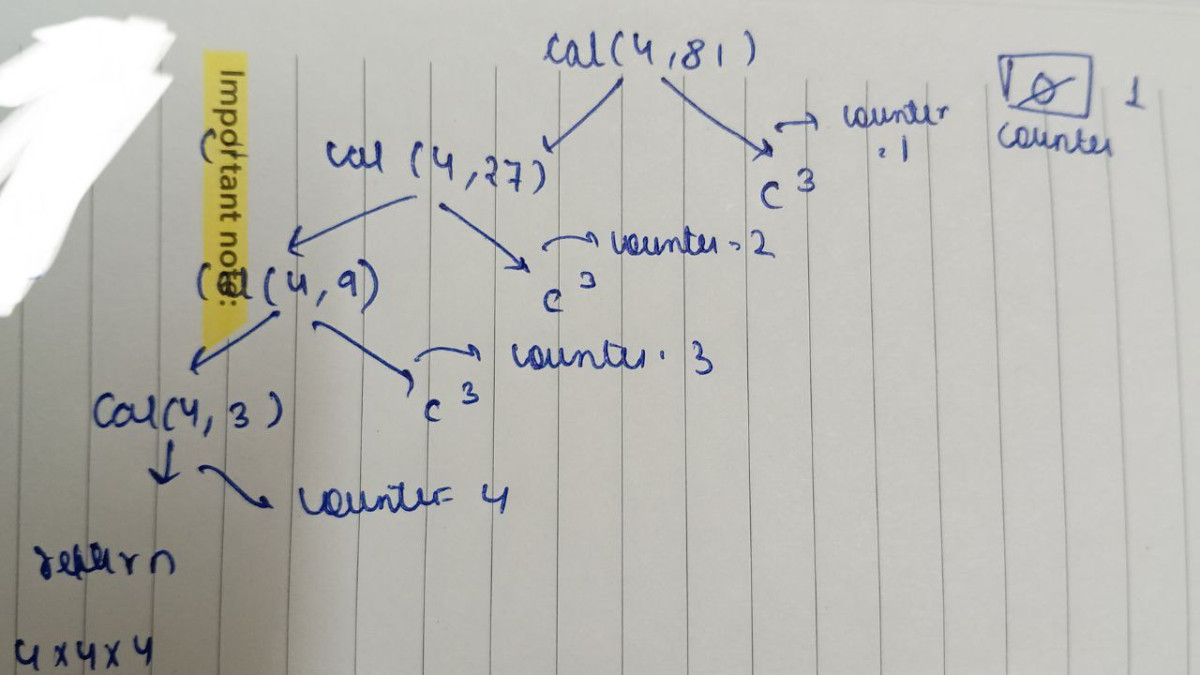 cal(4,81)
0 1
counter
counter
= 1
cal (4,27)
c 3
Important note:
counter = 2
cal(4,9)
c 3
counter = 3
Cal(4,3)
c 3
counter = 4
return
4x4x4